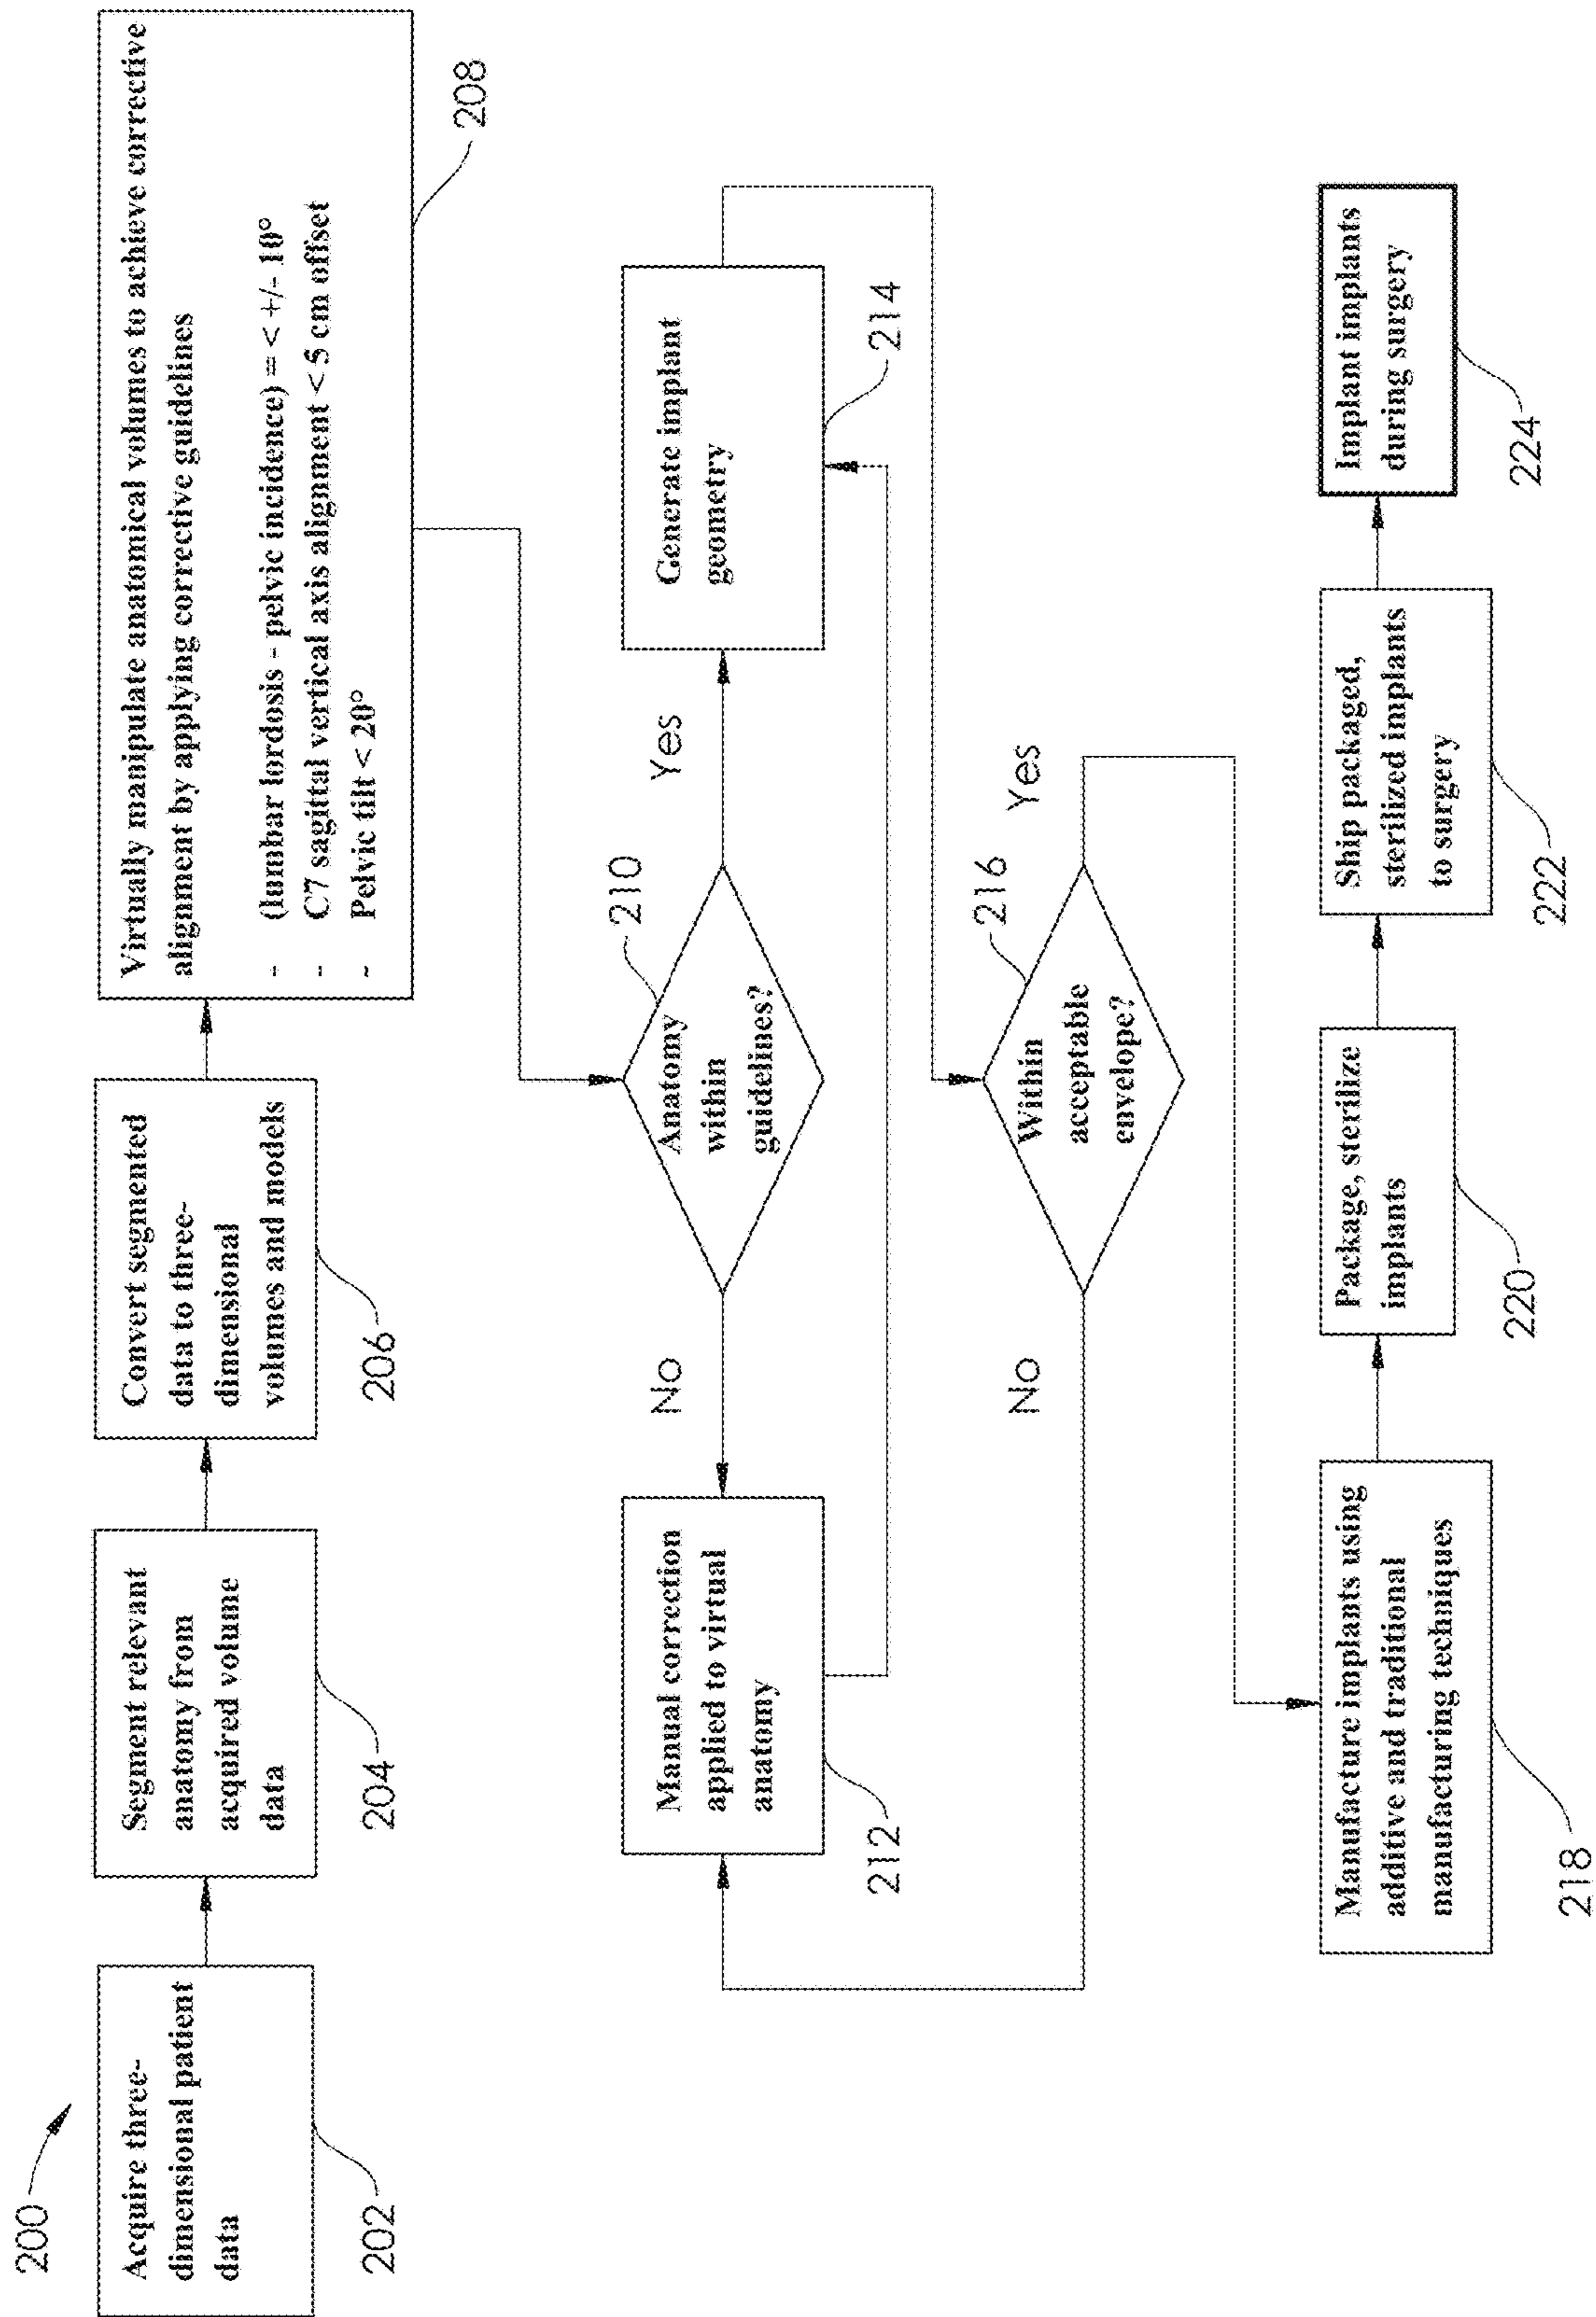 200
Acquire three-
dimensional patient
data
202
Segment relevant
anatomy from
acquired volume
data
204
Convert segmented
data to three-
dimensional
volumes and models
206
Virtually manipulate anatomical volumes to achieve corrective
alignment by applying corrective guidelines
- (lumbar lordosis - pelvic incidence) = < +/- 10°
- C7 sagittal vertical axis alignment < 5 cm offset
- Pelvic tilt < 20°
208
Anatomy
within
guidelines?
210
No
Yes
Manual correction
applied to virtual
anatomy
212
Generate implant
geometry
214
Within
acceptable
envelope?
216
No
Yes
Manufacture implants using
additive and traditional
manufacturing techniques
218
Package, sterilize
implants
220
Ship packaged,
sterilized implants
to surgery
222
Implant implants
during surgery
224